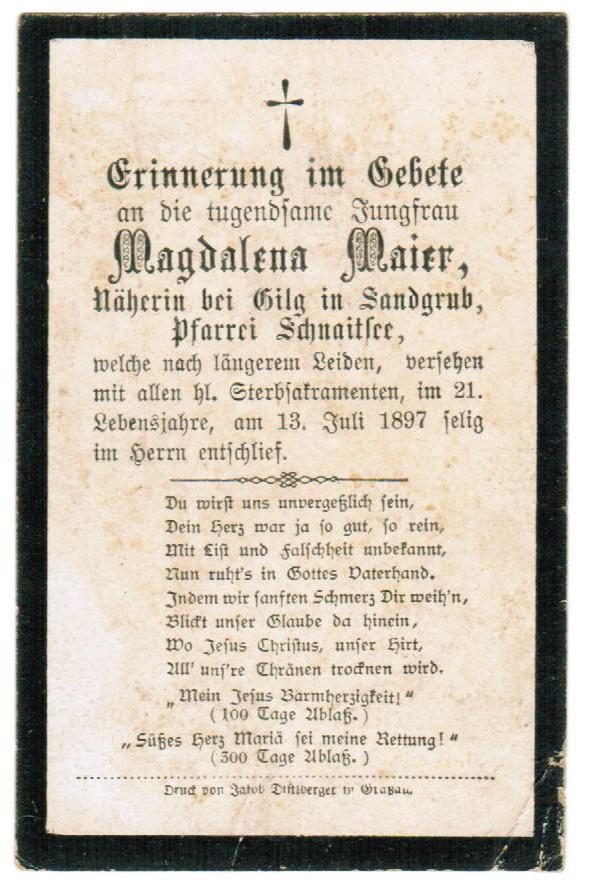 Erinnerung im Gebete
an die tugendsame Jungfrau
Magdalena Maier,
Näherin bei Gilg in Sandgrub,
Pfarrei Schnaitsee,
welche nach längerem Leiden, versehen
mit allen hl. Sterbsakramenten, im 21.
Lebensjahre, am 13. Juli 1897 selig
im Herrn entschlief.
Du wirst uns unvergeßlich sein,
Dein Herz war ja so gut, so rein,
Mit List und Falschheit unbekannt,
Nun ruht's in Gottes Vaterhand.
Indem wir sanften Schmerz Dir weih'n,
Blickt unser Glaube da hinein,
Wo Jesus Christus, unser Hirt,
All' uns're Thränen trocknen wird.
„Mein Jesus Barmherzigkeit!“
(100 Tage Ablaß.)
„Süßes Herz Mariä sei meine Rettung!“
(300 Tage Ablaß.)
Druck von Jakob in